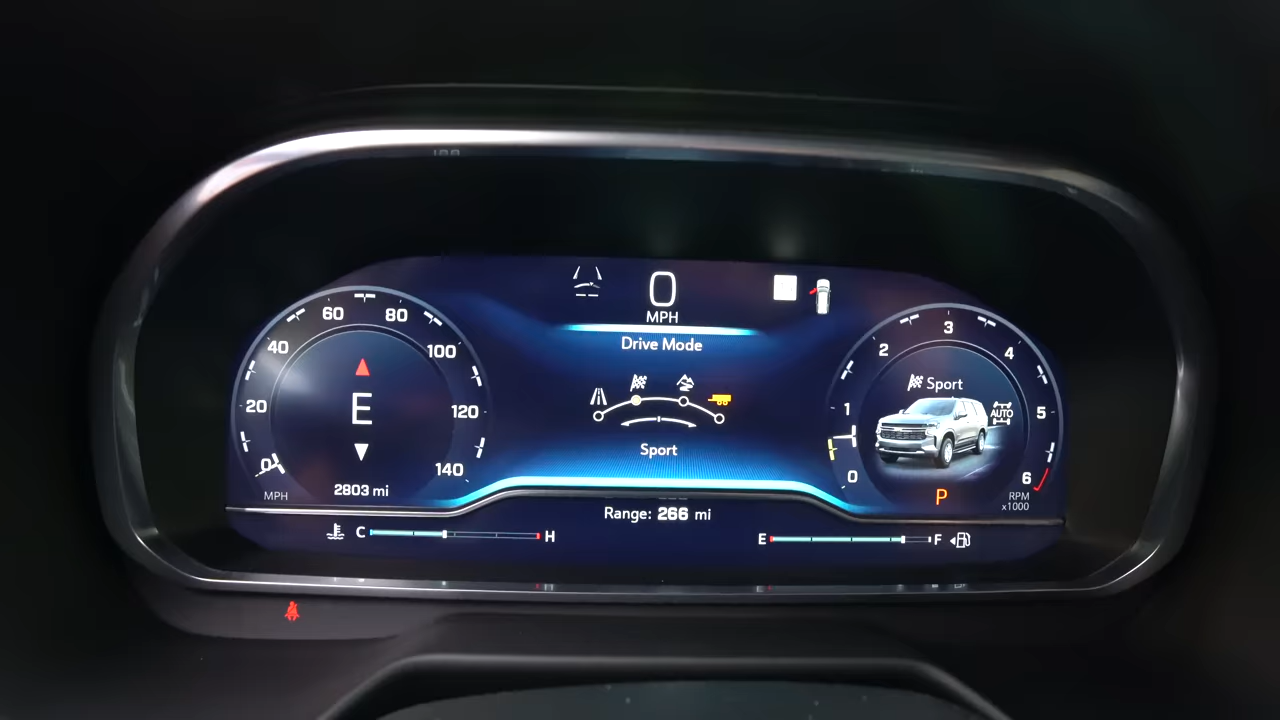 0
MPH
Drive Mode
Sport
0
20
40
60
80
100
120
140
MPH
E
2803 mi
0
1
2
3
4
5
6
RPM
x1000
Sport
AUTO
P
Range: 266 mi
C H
E F